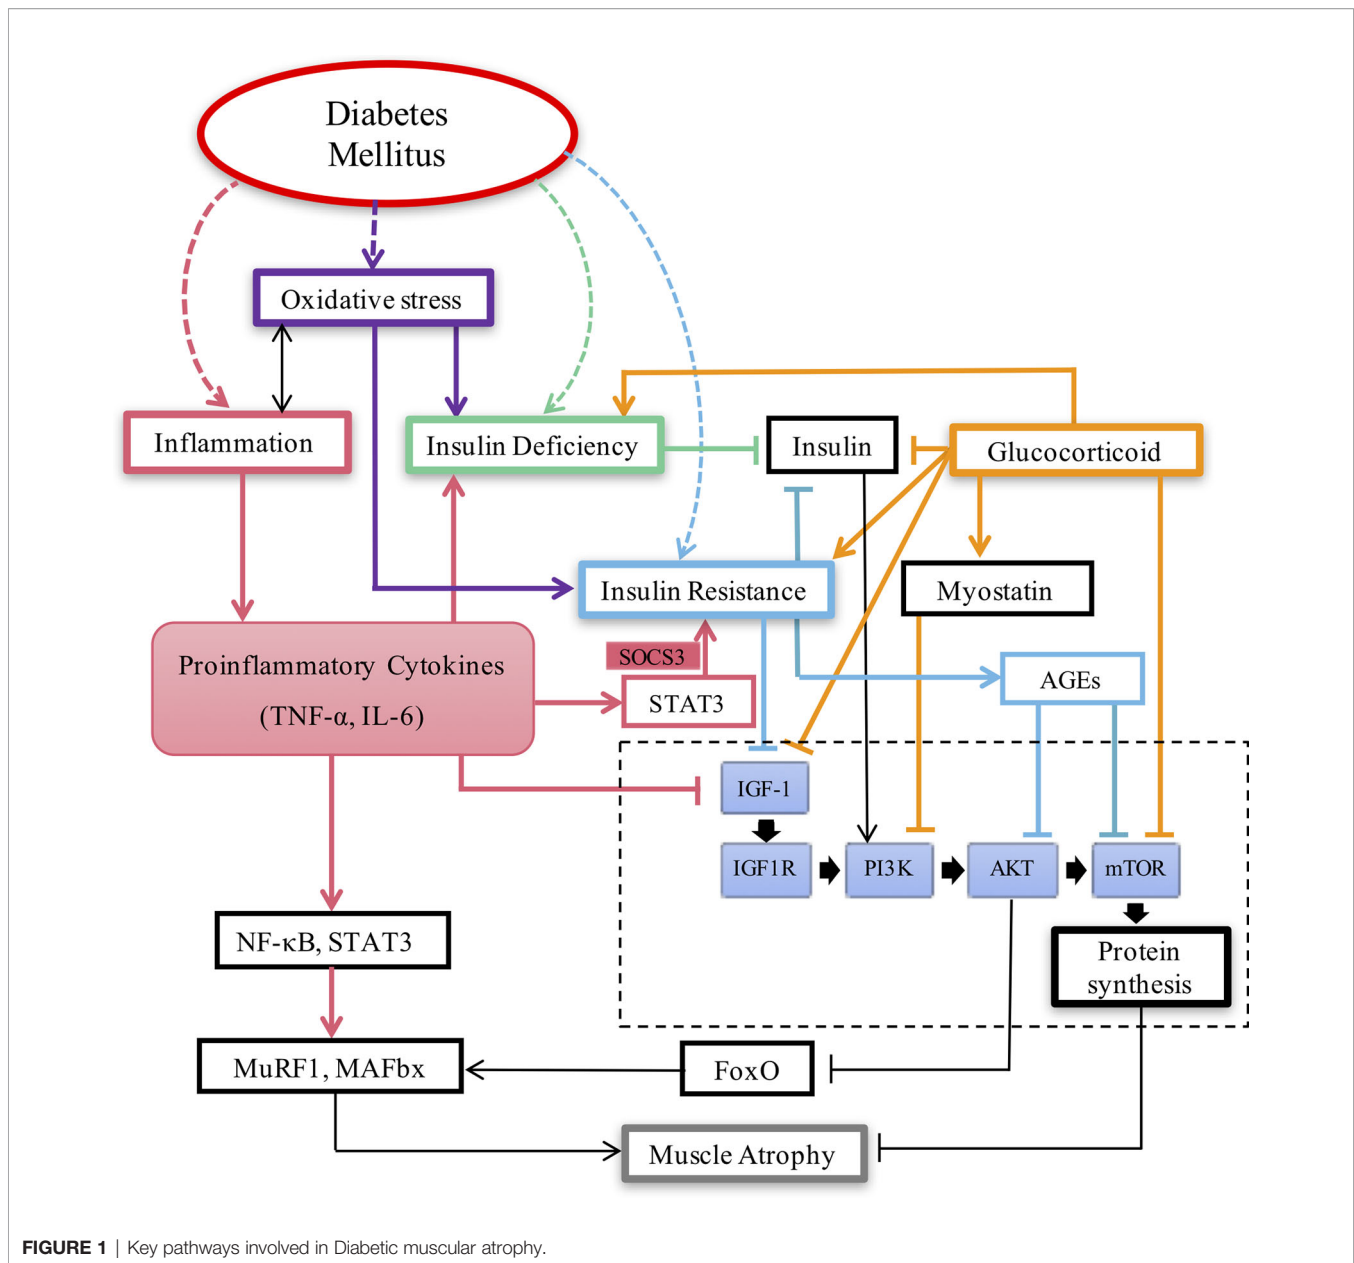 Diabetes
Mellitus
Oxidative stress
Inflammation
Insulin Deficiency
Insulin
Glucocorticoid
Insulin Resistance
Myostatin
Proinflammatory Cytokines
(TNF-α, IL-6)
SOCS3
STAT3
AGEs
IGF-1
IGF1R
PI3K
AKT
mTOR
NF-κB, STAT3
Protein
synthesis
MuRF1, MAFbx
FoxO
Muscle Atrophy
FIGURE 1 | Key pathways involved in Diabetic muscular atrophy.